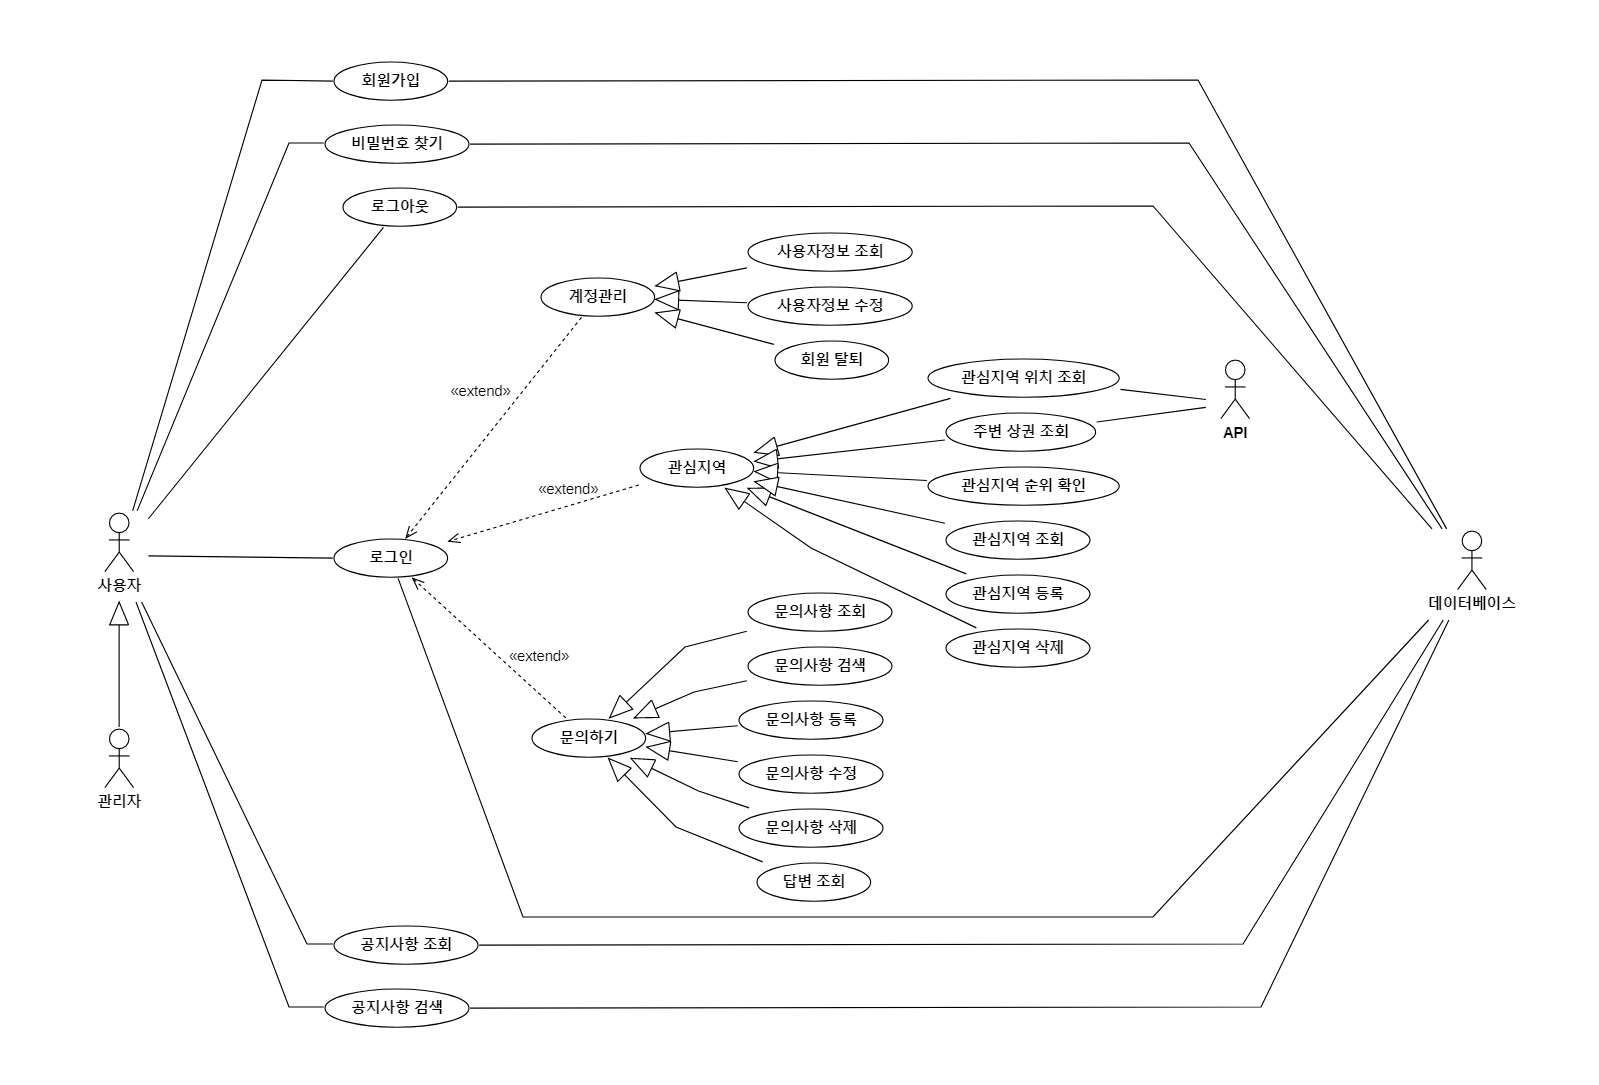 회원가입
비밀번호 찾기
로그아웃
사용자정보 조회
계정관리
사용자정보 수정
회원 탈퇴
관심지역 위치 조회
«extend»
API
주변 상권 조회
관심지역
관심지역 순위 확인
«extend»
관심지역 조회
로그인
사용자
관심지역 등록
데이터베이스
문의사항 조회
관심지역 삭제
«extend»
문의사항 검색
문의사항 등록
문의하기
문의사항 수정
관리자
문의사항 삭제
답변 조회
공지사항 조회
공지사항 검색